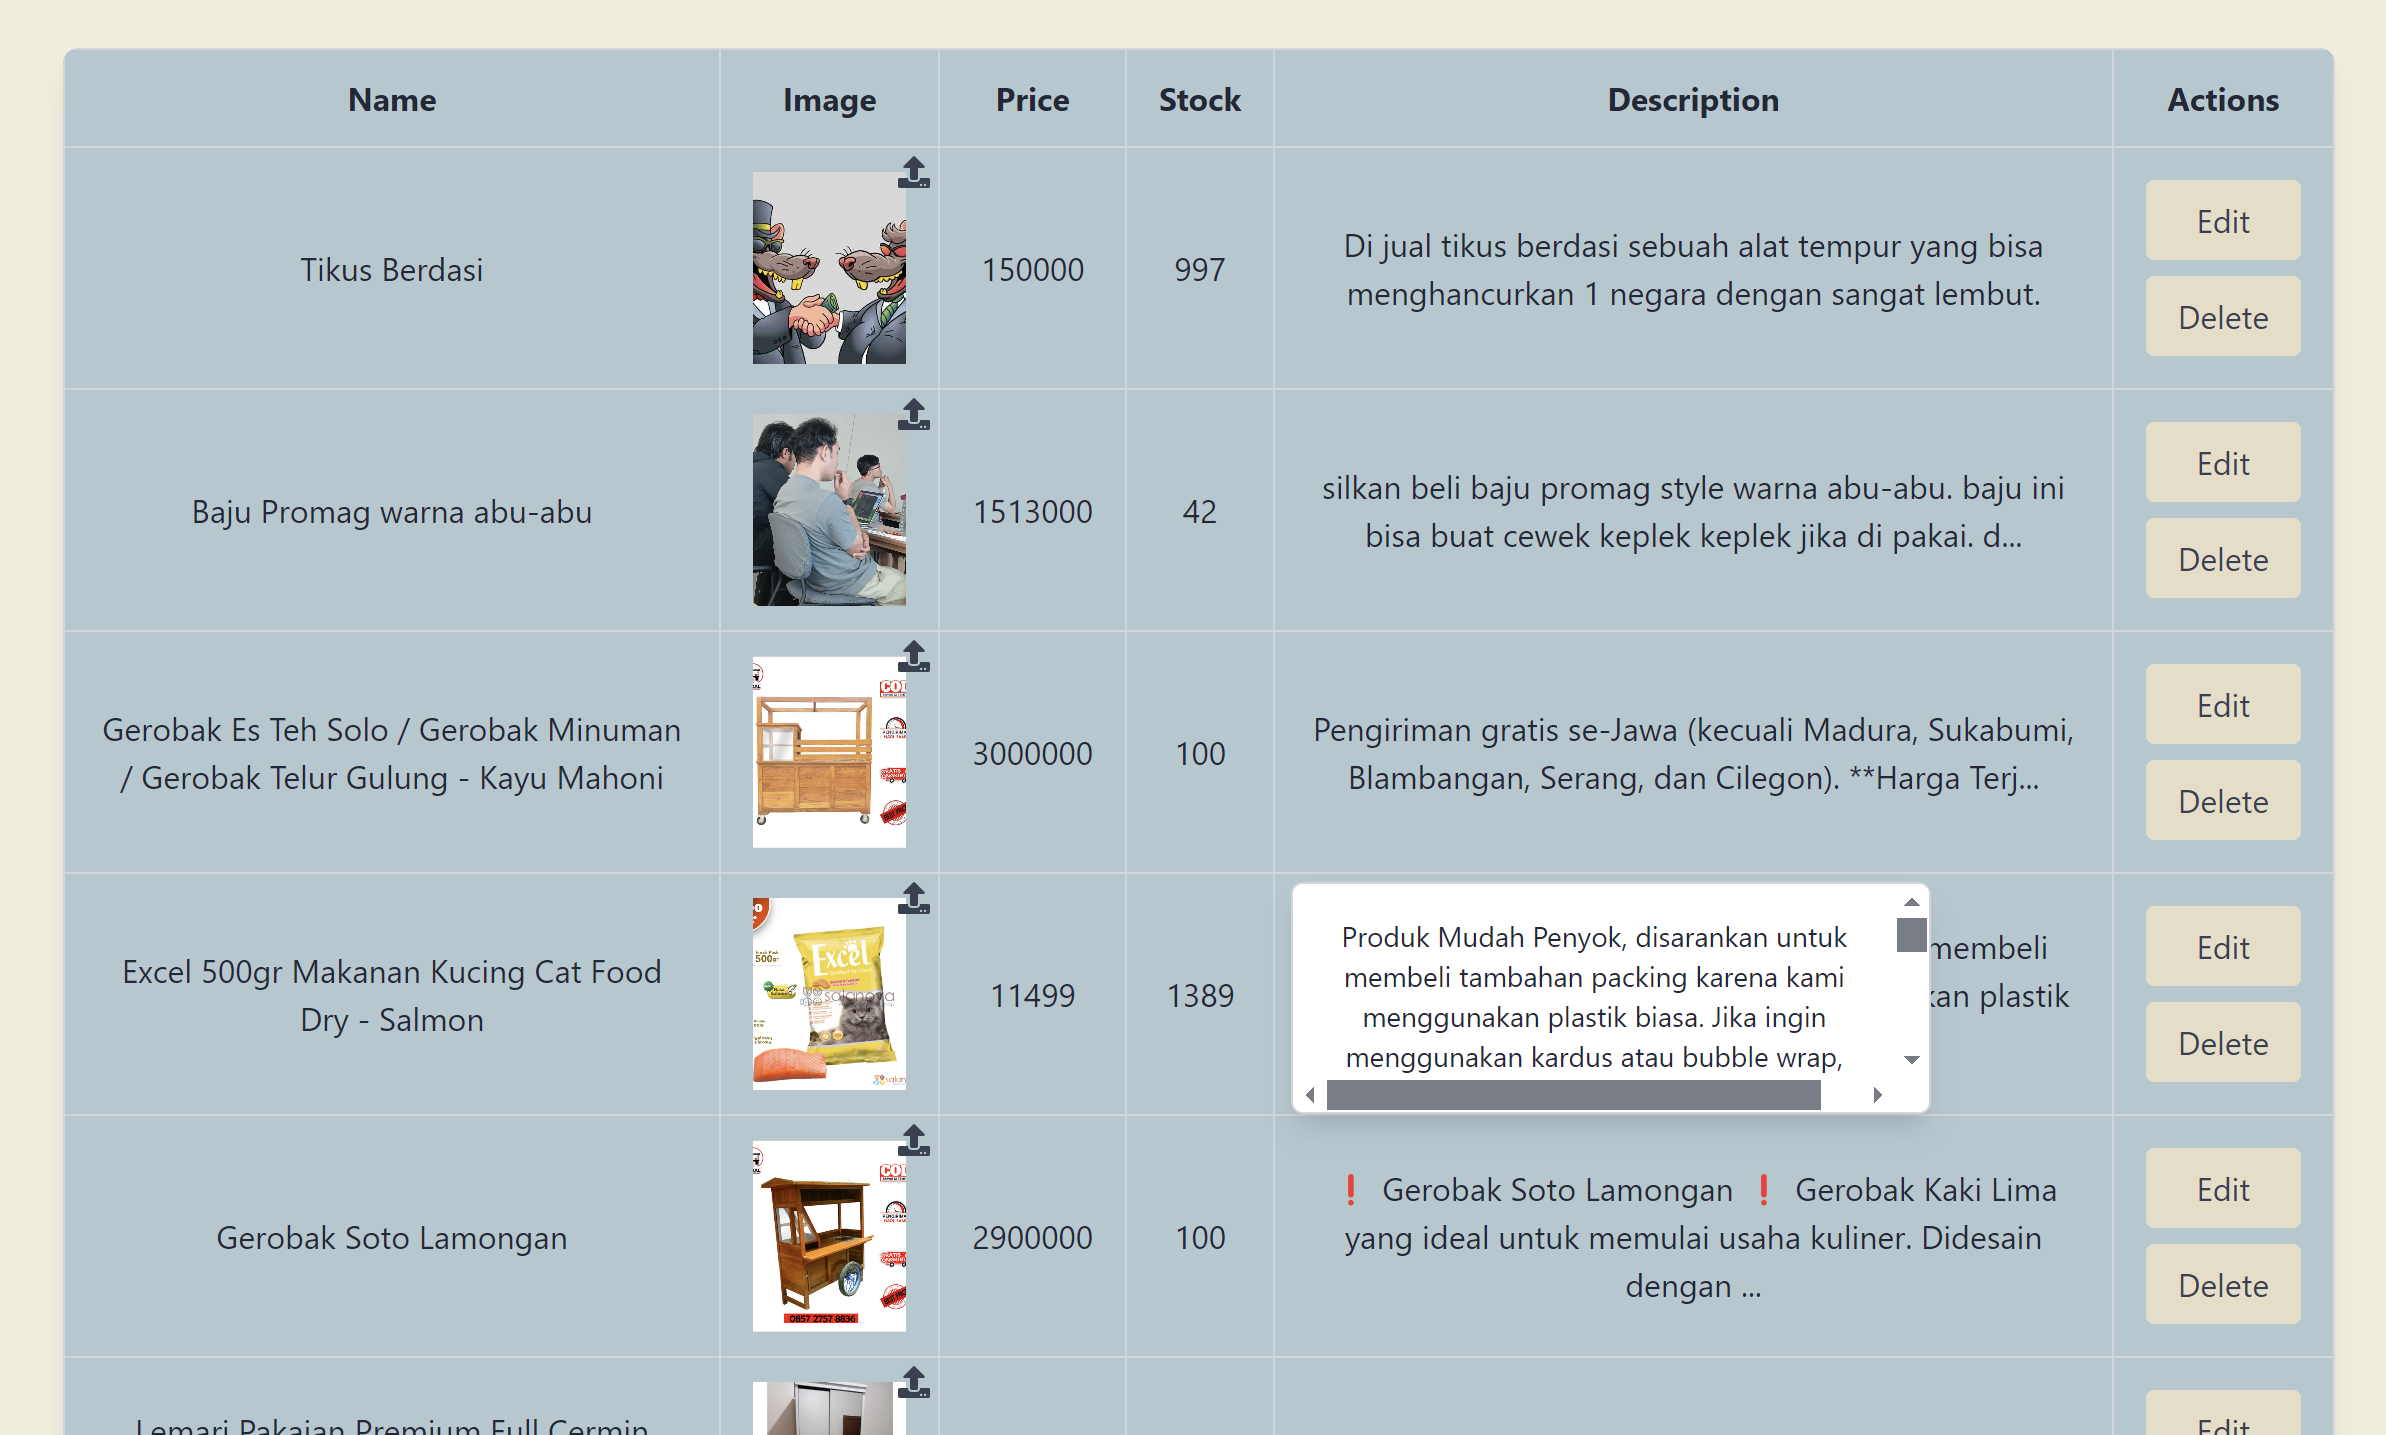 Name Image Price Stock Description Actions
Tikus Berdasi
150000
997
Di jual tikus berdasi sebuah alat tempur yang bisa
menghancurkan 1 negara dengan sangat lembut.
Edit
Delete
Baju Promag warna abu-abu
1513000
42
silkan beli baju promag style warna abu-abu. baju ini
bisa buat cewek keplek keplek jika di pakai. d...
Edit
Delete
Gerobak Es Teh Solo / Gerobak Minuman
/ Gerobak Telur Gulung - Kayu Mahoni
3000000
100
Pengiriman gratis se-Jawa (kecuali Madura, Sukabumi,
Blambangan, Serang, dan Cilegon). **Harga Terj...
Edit
Delete
Excel 500gr Makanan Kucing Cat Food
Dry - Salmon
Excel
500gr
salanova
11499
1389
Produk Mudah Penyok, disarankan untuk
membeli tambahan packing karena kami
menggunakan plastik biasa. Jika ingin
menggunakan kardus atau bubble wrap,
membeli
kan plastik
Edit
Delete
Gerobak Soto Lamongan
0857 2757 8836
2900000
100
❗ Gerobak Soto Lamongan ❗ Gerobak Kaki Lima
yang ideal untuk memulai usaha kuliner. Didesain
dengan ...
Edit
Delete
Lemari Pakaian Premium Full Cermin
Edit